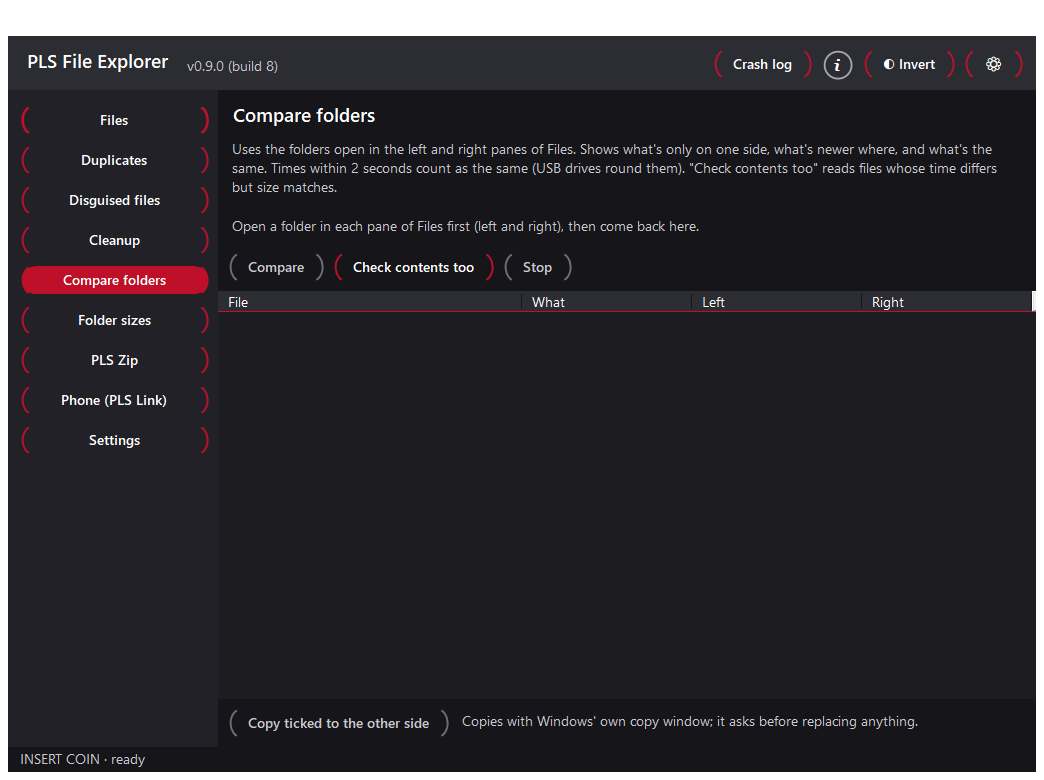 PLS File Explorer v0.9.0 (build 8)
Crash log
i
Invert
Files
Duplicates
Disguised files
Cleanup
Compare folders
Folder sizes
PLS Zip
Phone (PLS Link)
Settings
Compare folders
Uses the folders open in the left and right panes of Files. Shows what's only on one side, what's newer where, and what's the
same. Times within 2 seconds count as the same (USB drives round them). "Check contents too" reads files whose time differs
but size matches.
Open a folder in each pane of Files first (left and right), then come back here.
Compare
Check contents too
Stop
File What Left Right
Copy ticked to the other side
Copies with Windows' own copy window; it asks before replacing anything.
INSERT COIN · ready